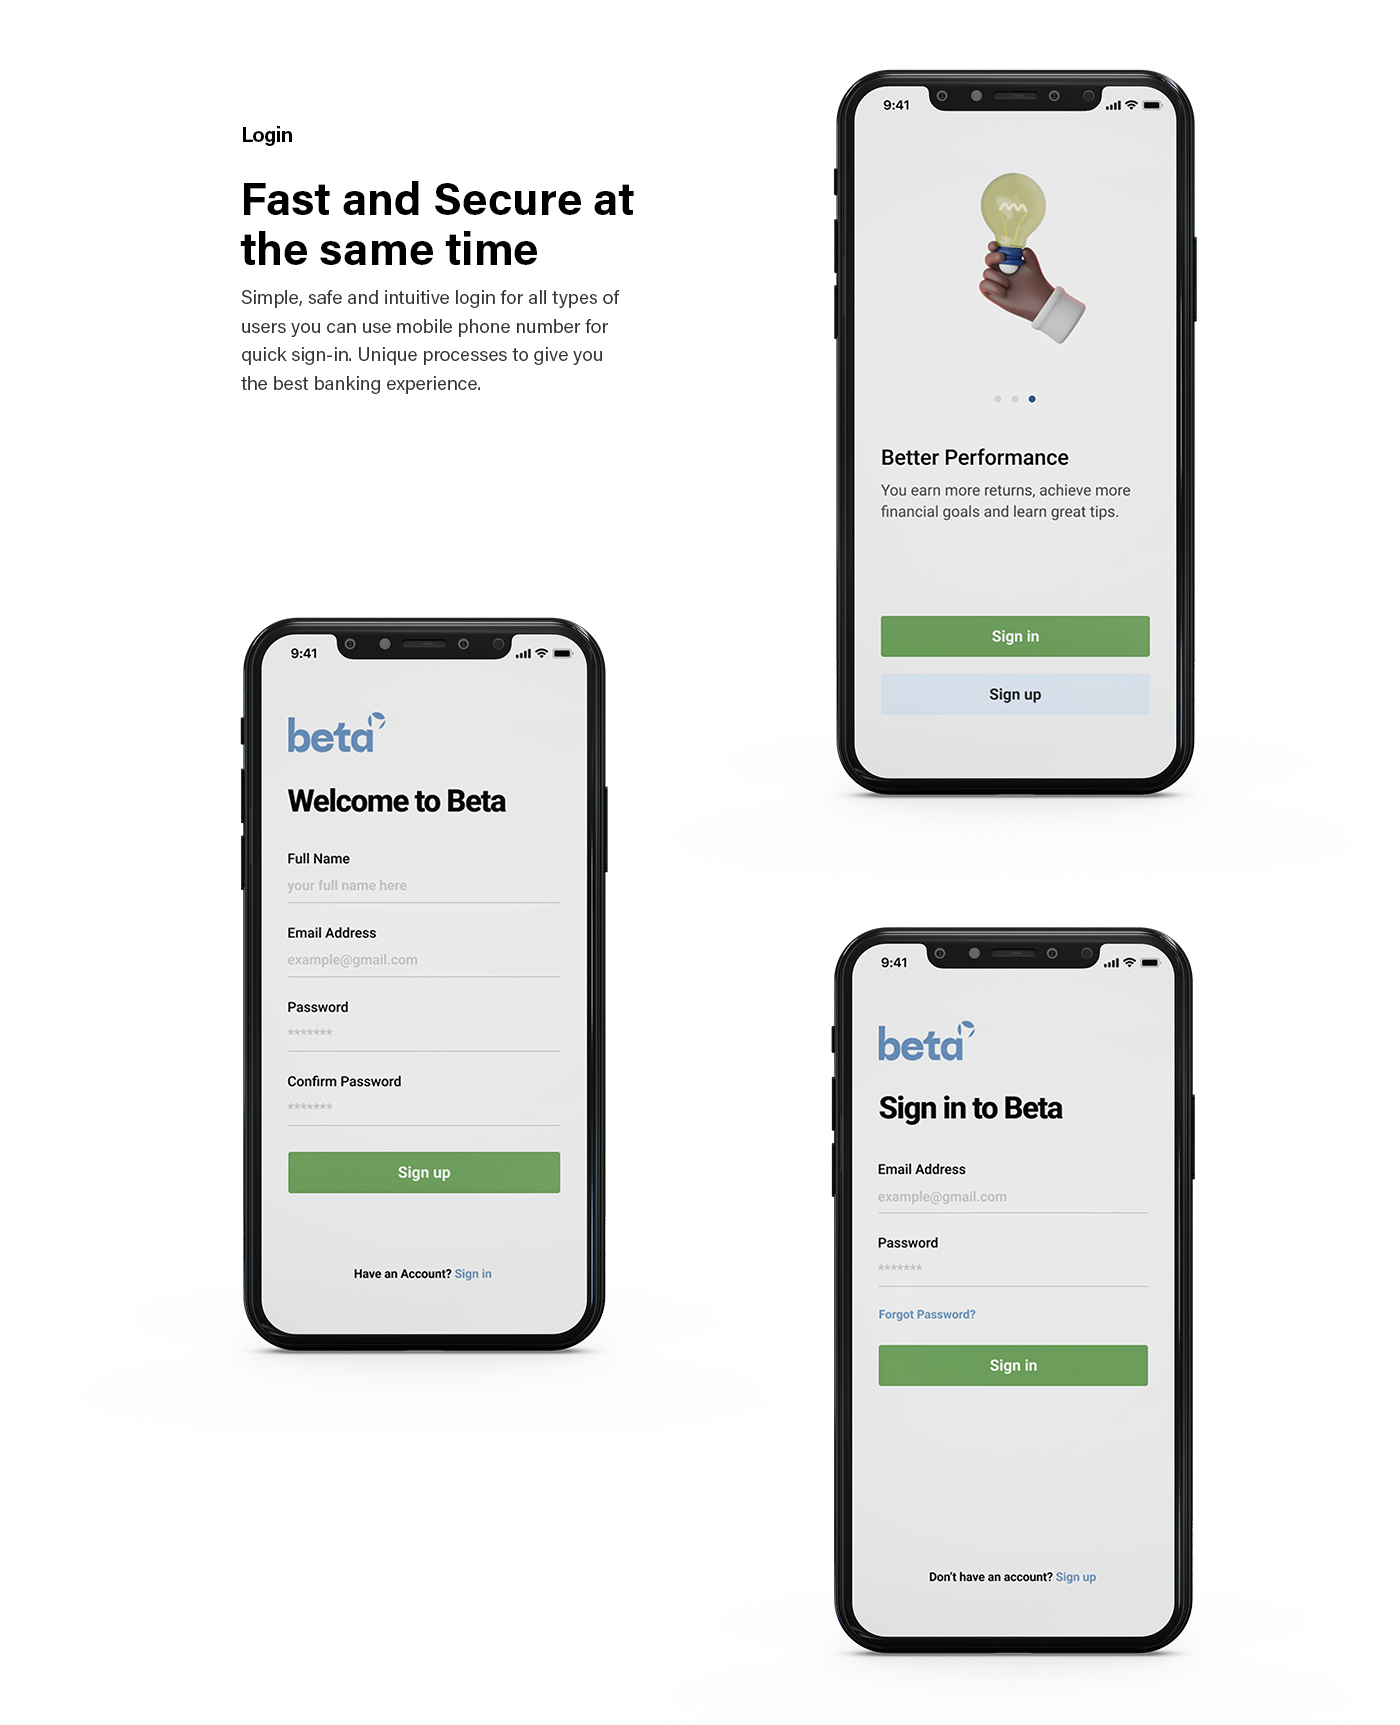 Login
Fast and Secure at
the same time
Simple, safe and intuitive login for all types of
users you can use mobile phone number for
quick sign-in. Unique processes to give you
the best banking experience.
9:41
Better Performance
You earn more returns, achieve more
financial goals and learn great tips.
Sign in
Sign up
9:41
beta
Welcome to Beta
Full Name
your full name here
Email Address
example@gmail.com
Password
*******
Confirm Password
*******
Sign up
Have an Account? Sign in
9:41
beta
Sign in to Beta
Email Address
example@gmail.com
Password
*******
Forgot Password?
Sign in
Don't have an account? Sign up